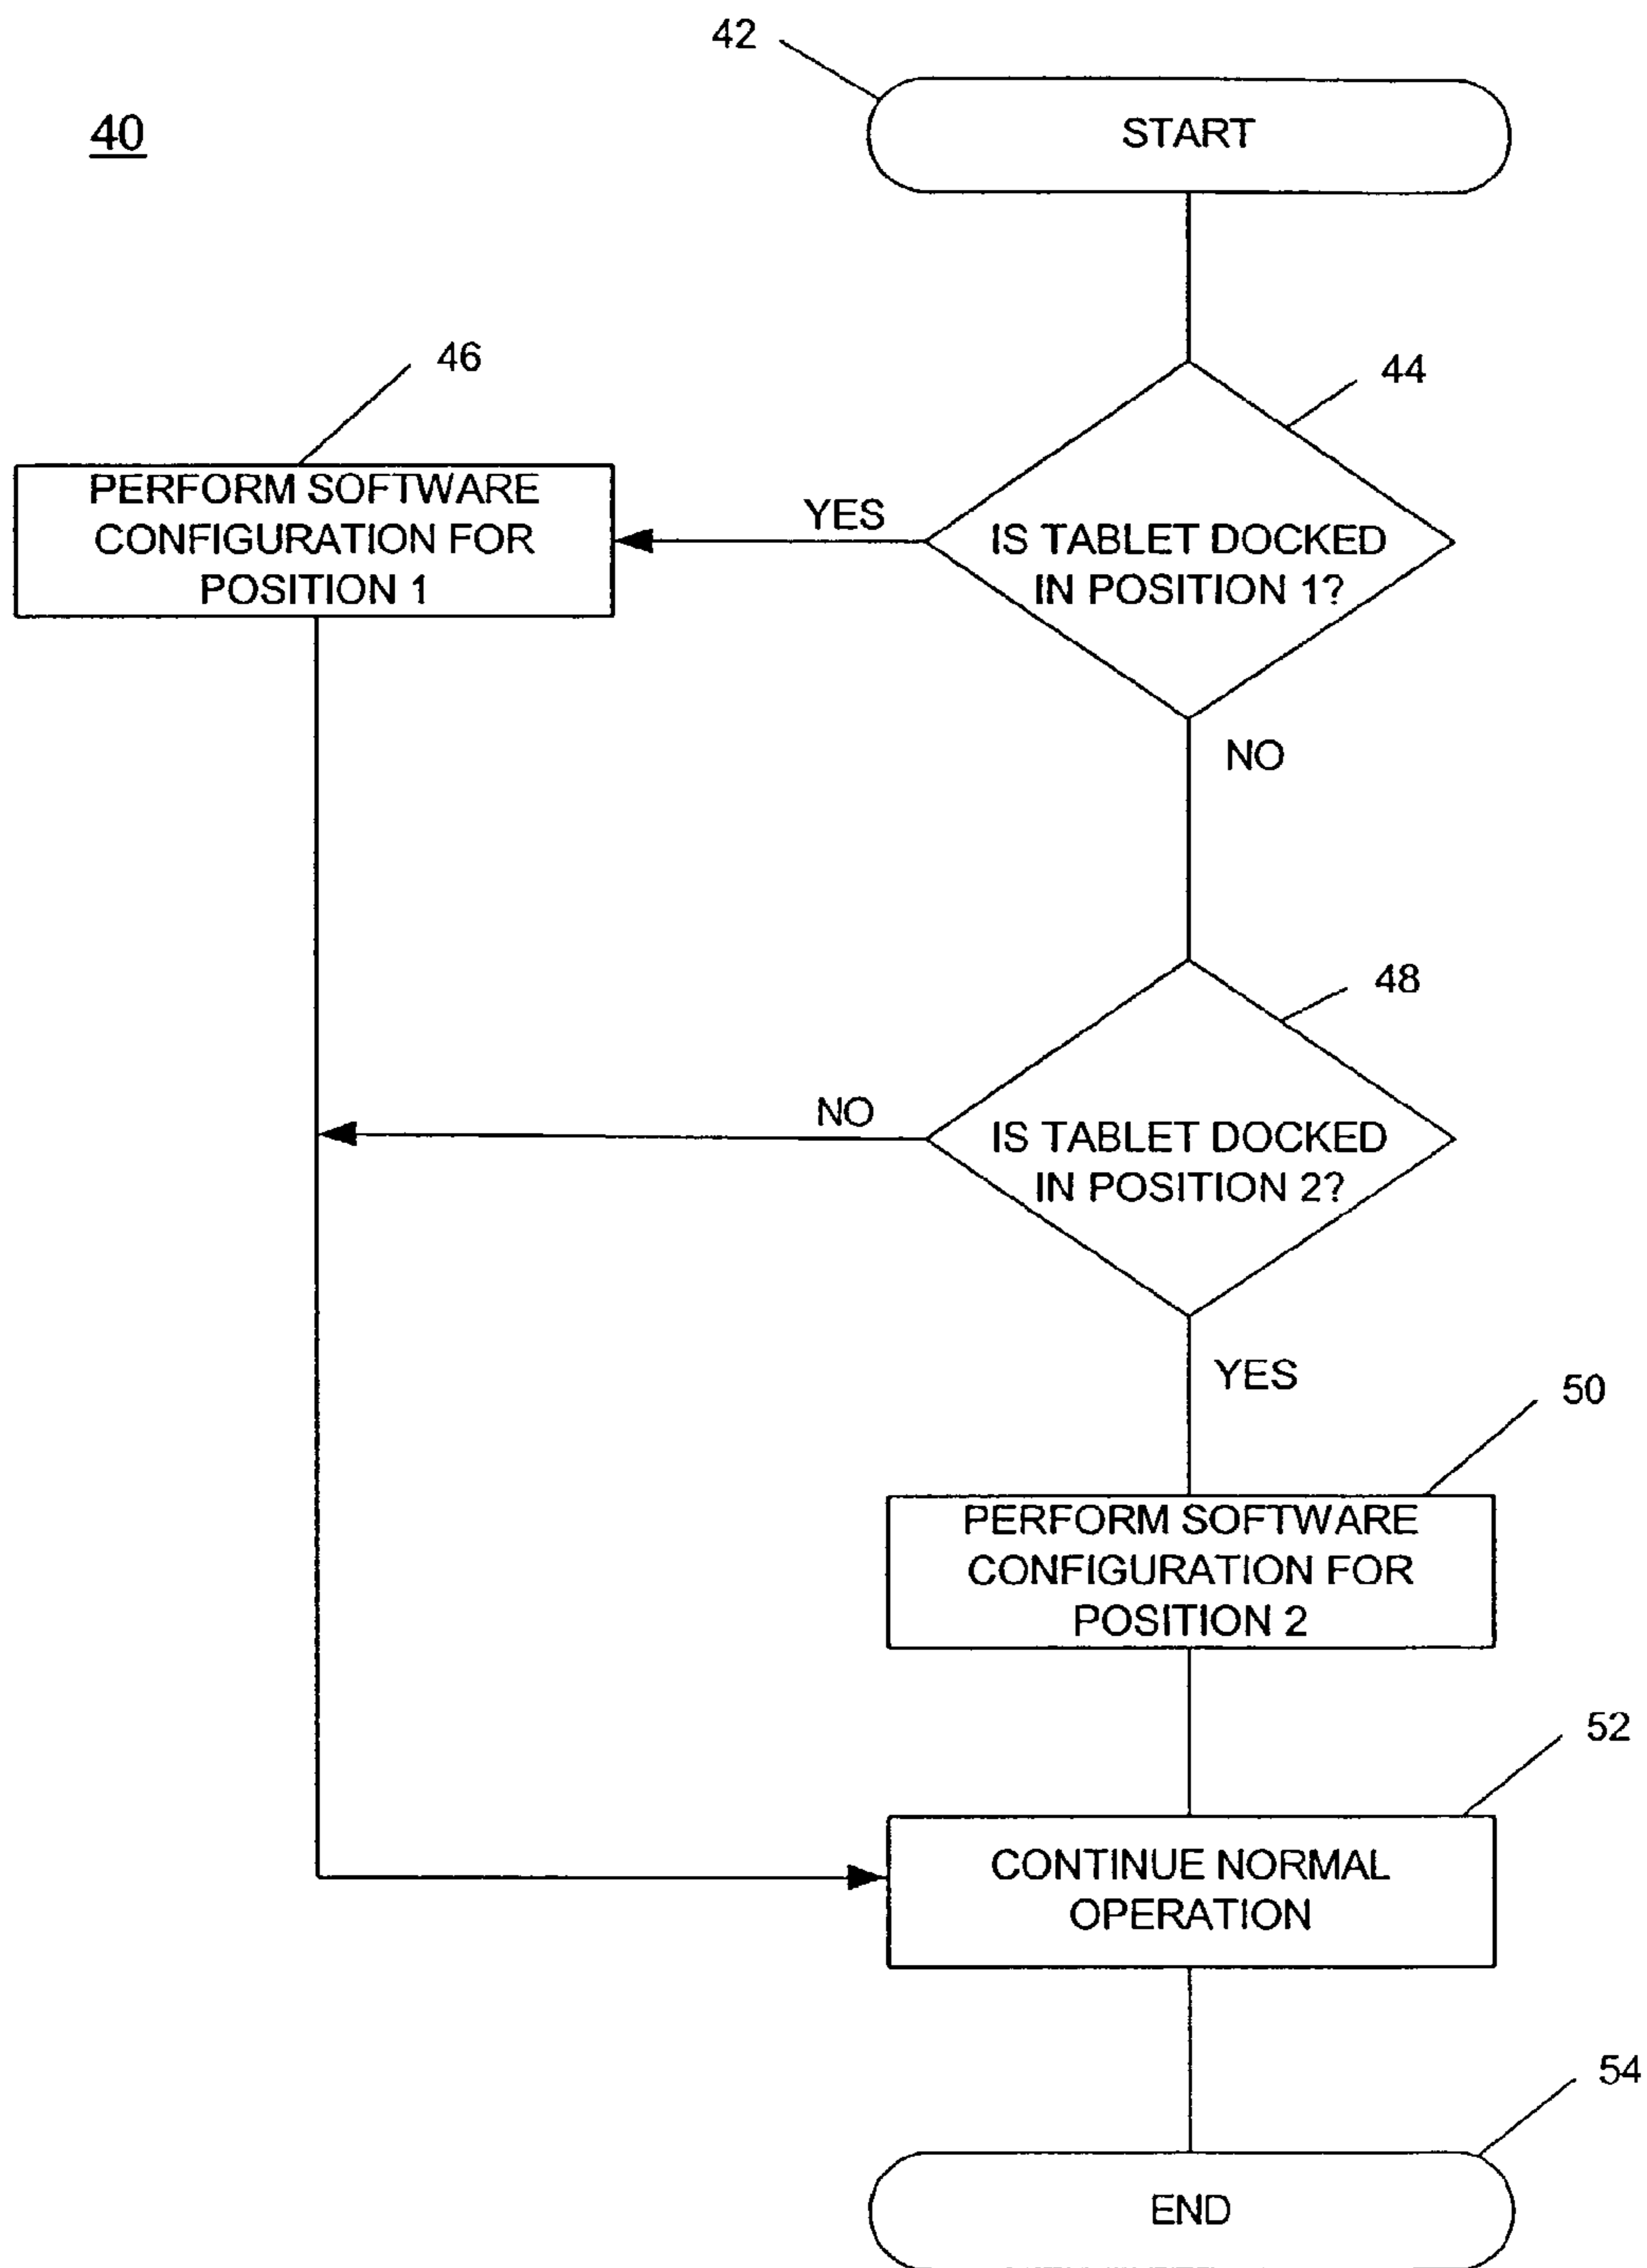 42
40
START
46
44
PERFORM SOFTWARE
CONFIGURATION FOR
POSITION 1
YES
IS TABLET DOCKED
IN POSITION 1?
NO
48
NO
IS TABLET DOCKED
IN POSITION 2?
YES
50
PERFORM SOFTWARE
CONFIGURATION FOR
POSITION 2
52
CONTINUE NORMAL
OPERATION
54
END